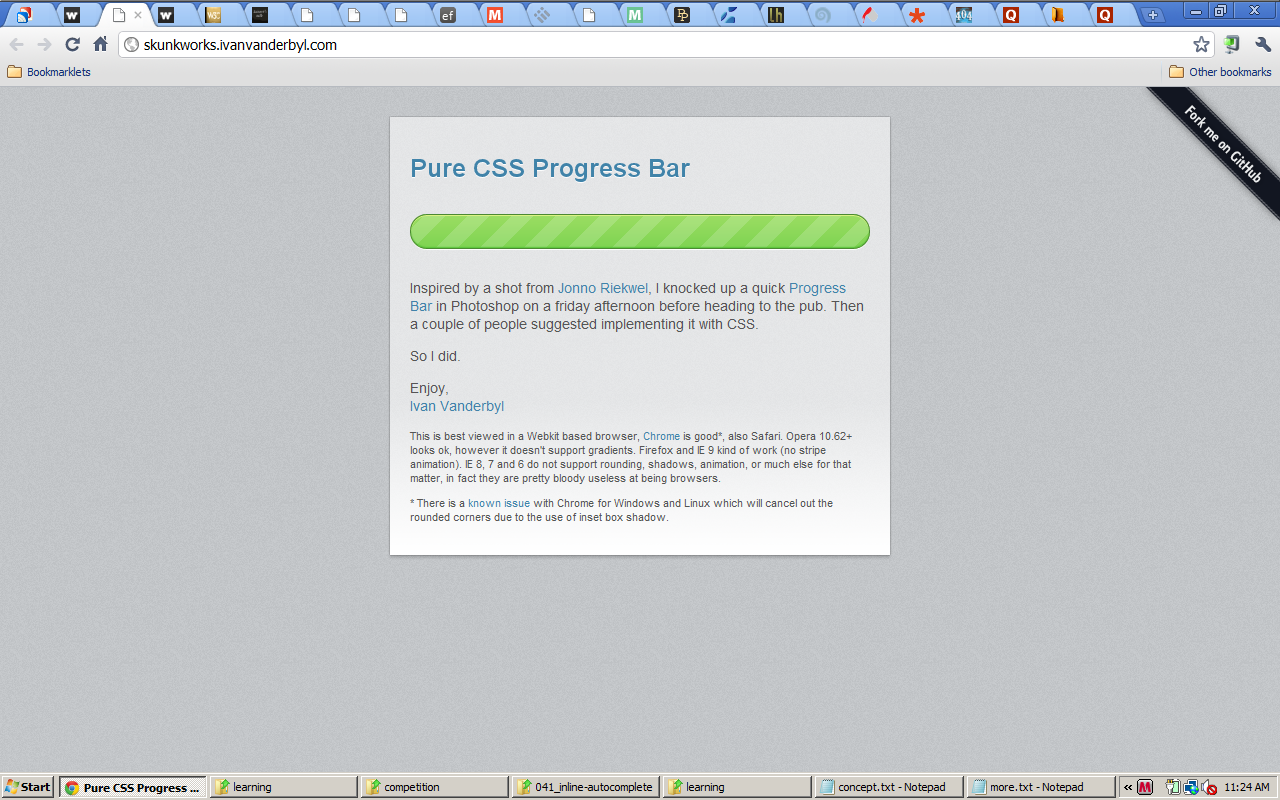 W
W
W3C
ef
M
M
lh
404
Q
Q
skunkworks.ivanvanderbyl.com
Bookmarklets
Other bookmarks
Fork me on GitHub
Pure CSS Progress Bar
Inspired by a shot from Jonno Riekwel, I knocked up a quick Progress
Bar in Photoshop on a friday afternoon before heading to the pub. Then
a couple of people suggested implementing it with CSS.
So I did.
Enjoy,
Ivan Vanderbyl
This is best viewed in a Webkit based browser, Chrome is good*, also Safari. Opera 10.62+
looks ok, however it doesn't support gradients. Firefox and IE 9 kind of work (no stripe
animation). IE 8, 7 and 6 do not support rounding, shadows, animation, or much else for that
matter, in fact they are pretty bloody useless at being browsers.
* There is a known issue with Chrome for Windows and Linux which will cancel out the
rounded corners due to the use of inset box shadow.
Start
Pure CSS Progress ...
learning
competition
041_inline-autocomplete
learning
concept.txt - Notepad
more.txt - Notepad
«
M
11:24 AM